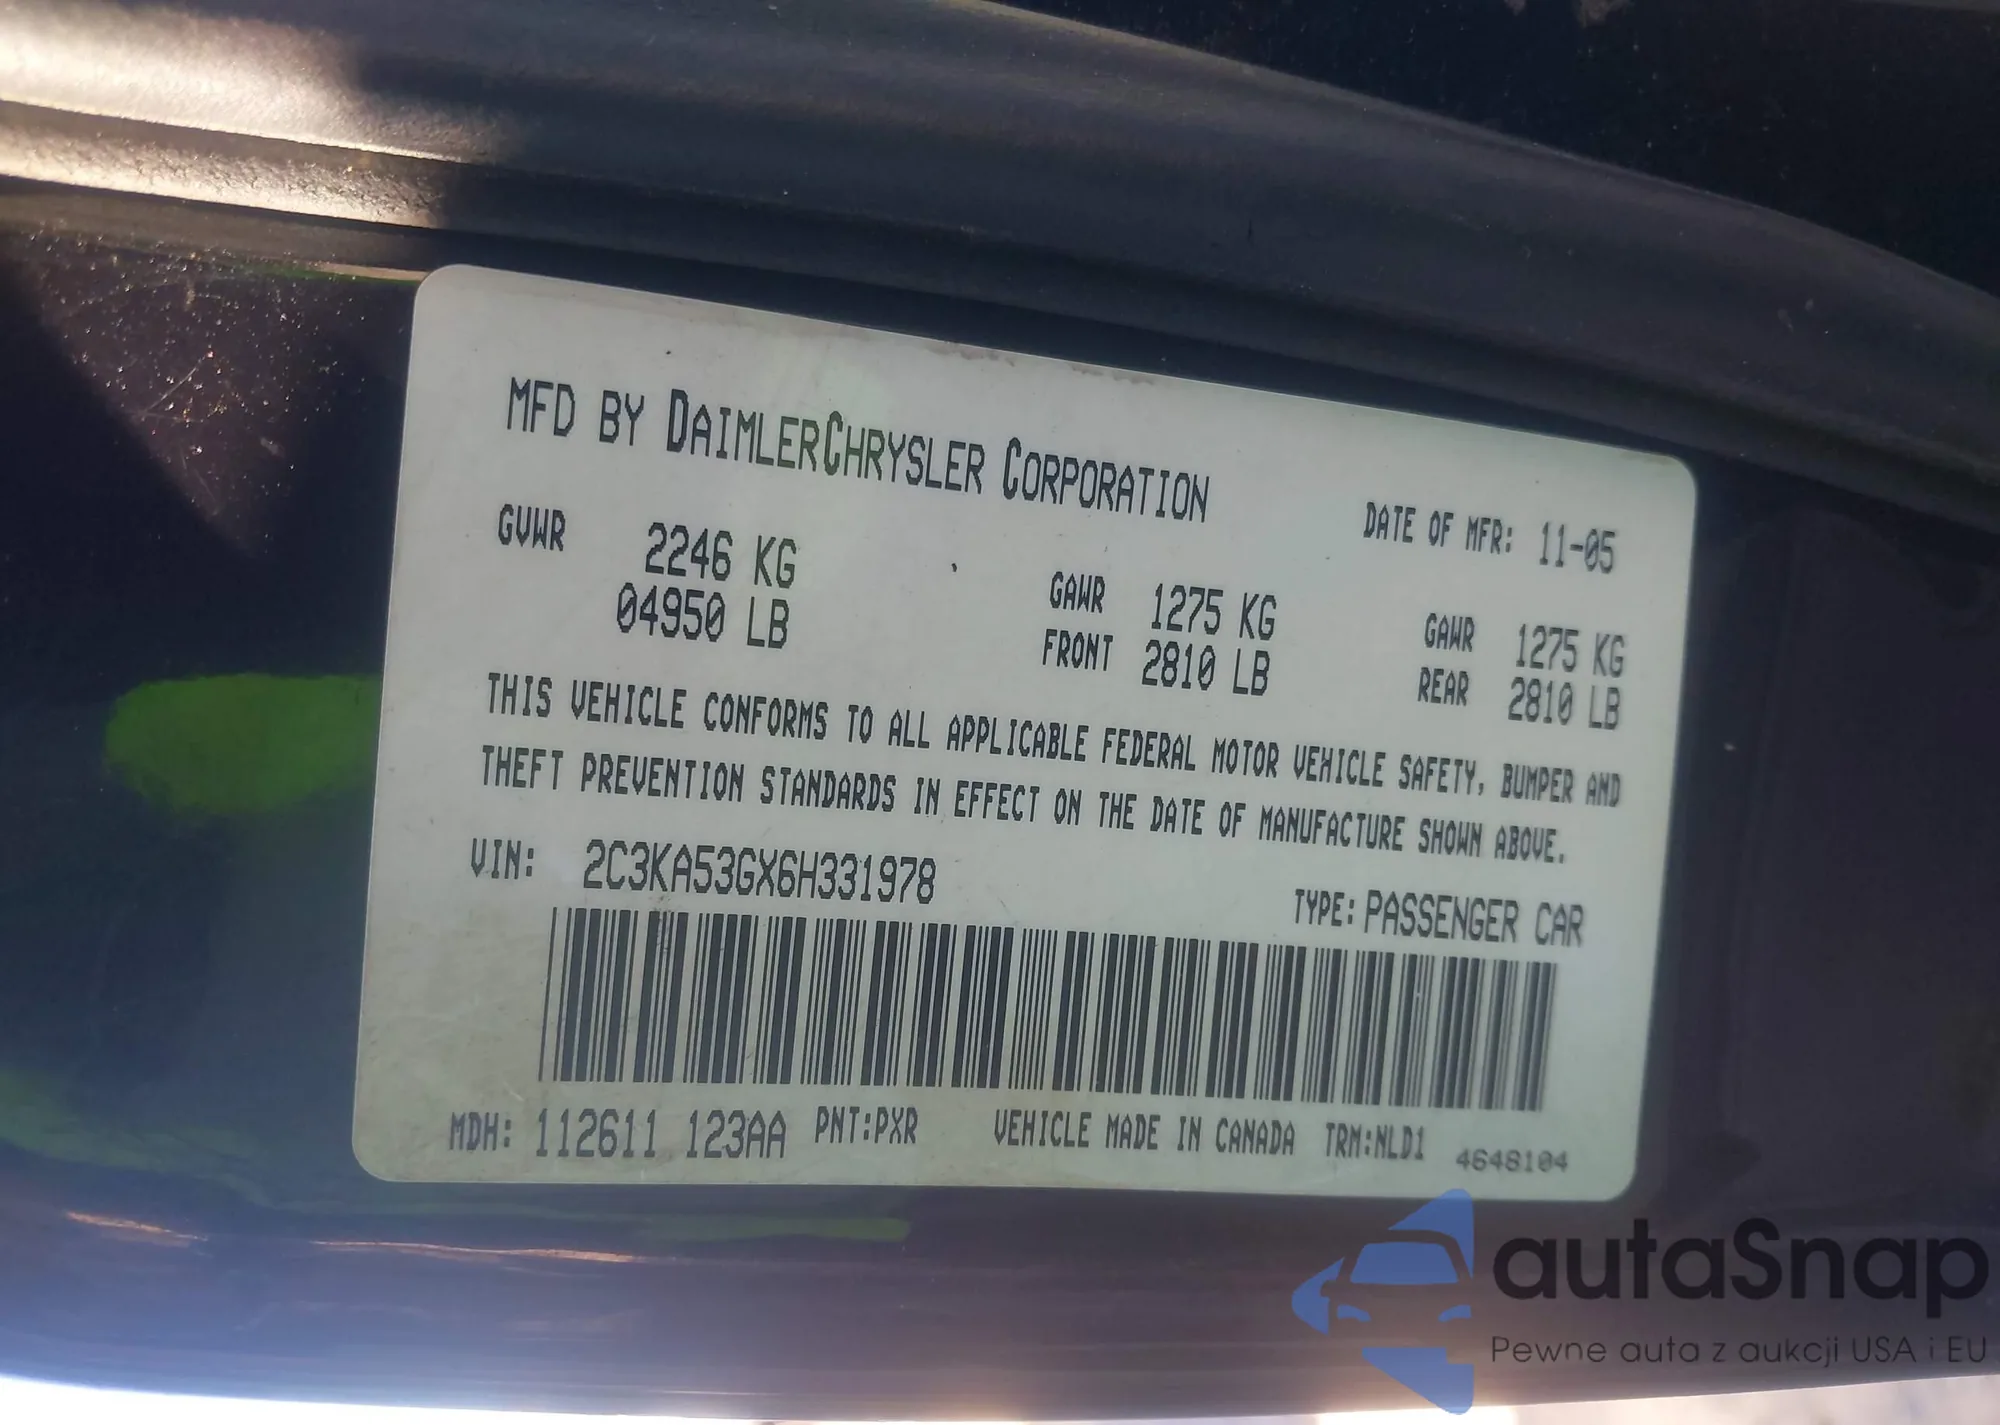 MFD BY DAIMLERCHRYSLER CORPORATION
DATE OF MFR: 11-05
GVWR 2246 KG
04950 LB
GAWR 1275 KG
FRONT 2810 LB
GAWR 1275 KG
REAR 2810 LB
THIS VEHICLE CONFORMS TO ALL APPLICABLE FEDERAL MOTOR VEHICLE SAFETY, BUMPER AND
THEFT PREVENTION STANDARDS IN EFFECT ON THE DATE OF MANUFACTURE SHOWN ABOVE.
VIN: 2C3KA53GX6H331978
TYPE: PASSENGER CAR
MDH: 112611 123AA PNT:PXR VEHICLE MADE IN CANADA TRM:NLD1 4648104
autaSnap
Pewne auta z aukcji USA i EU